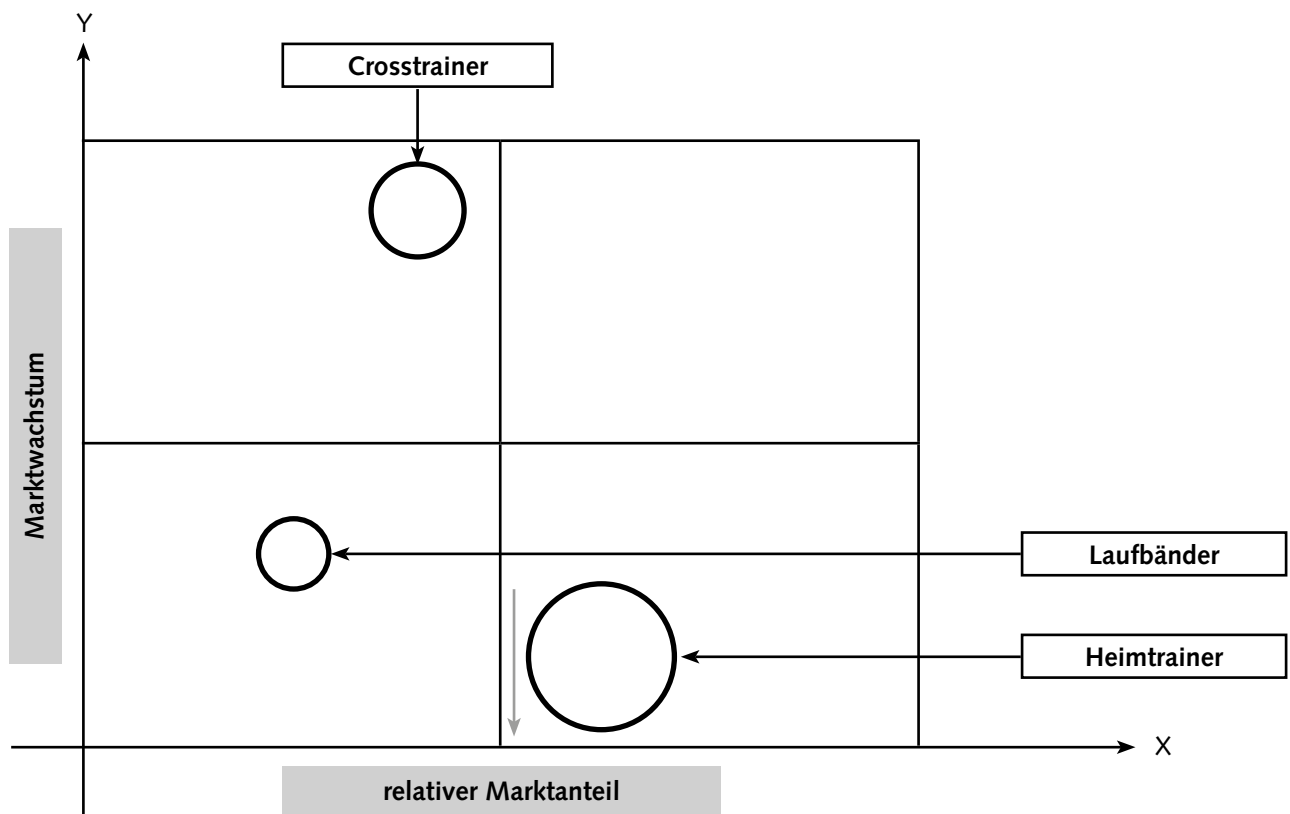 Y
Crosstrainer
Marktwachstum
Laufbänder
Heimtrainer
X
relativer Marktanteil